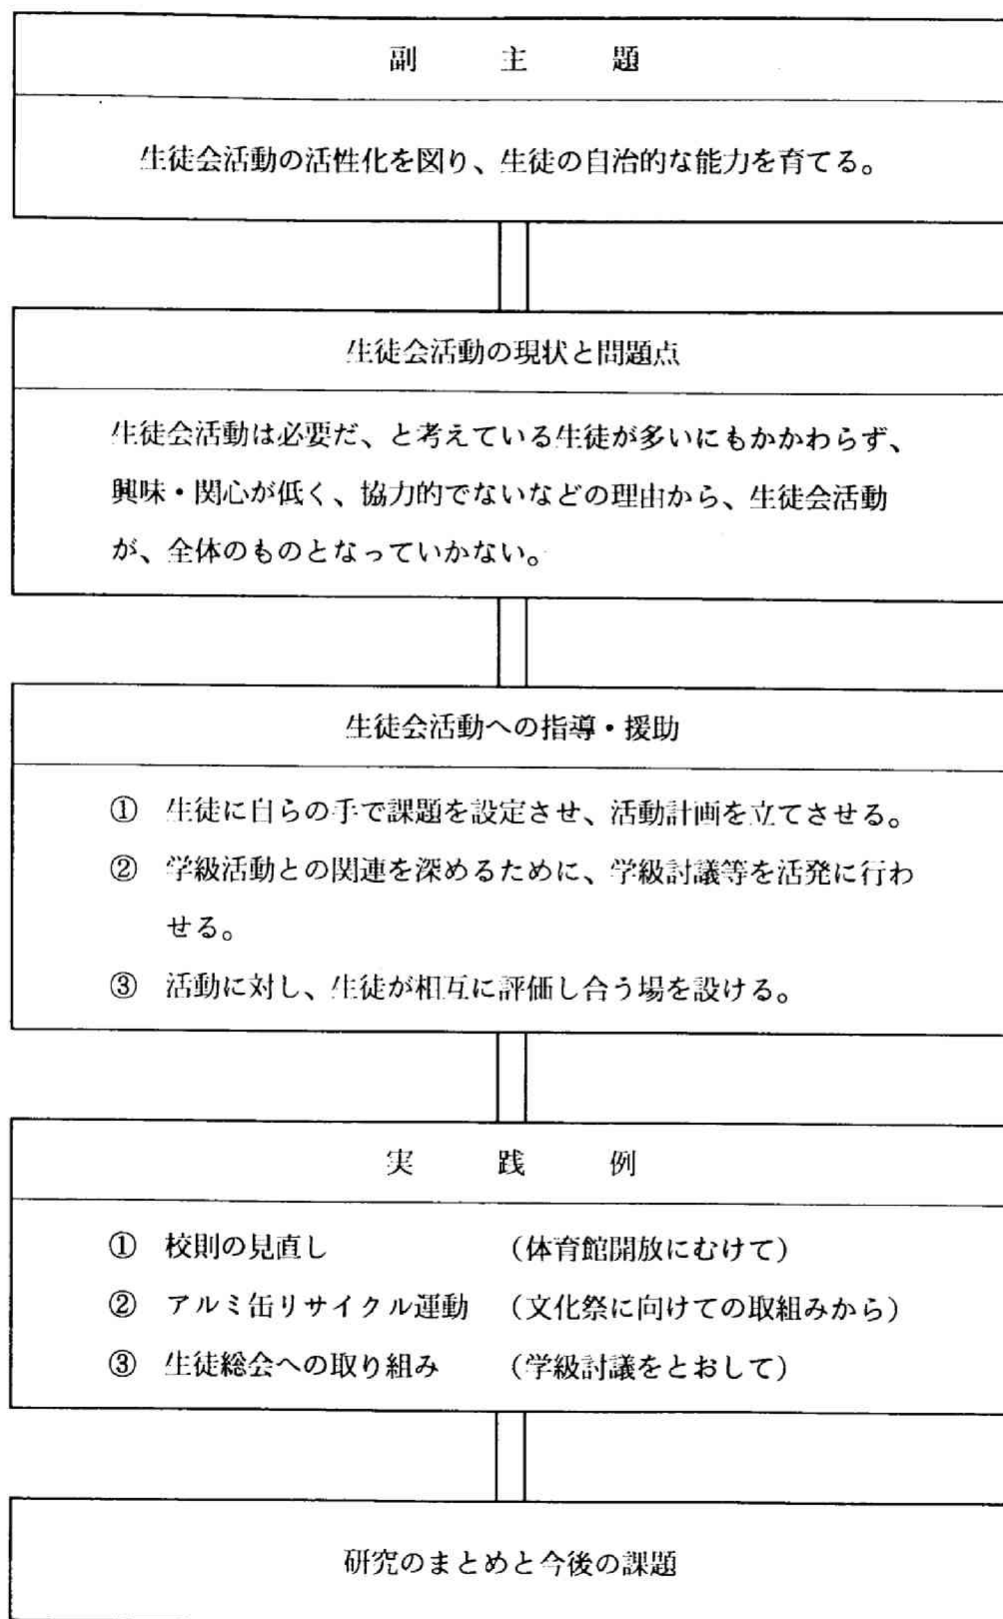 副　主　題
生徒会活動の活性化を図り、生徒の自治的な能力を育てる。
生徒会活動の現状と問題点
生徒会活動は必要だ、と考えている生徒が多いにもかかわらず、
興味・関心が低く、協力的でないなどの理由から、生徒会活動
が、全体のものとなっていかない。
生徒会活動への指導・援助
① 生徒に自らの手で課題を設定させ、活動計画を立てさせる。
② 学級活動との関連を深めるために、学級討議等を活発に行わ
せる。
③ 活動に対し、生徒が相互に評価し合う場を設ける。
実　践　例
① 校則の見直し　（体育館開放にむけて）
② アルミ缶リサイクル運動　（文化祭に向けての取組みから）
③ 生徒総会への取り組み　（学級討議をとおして）
研究のまとめと今後の課題